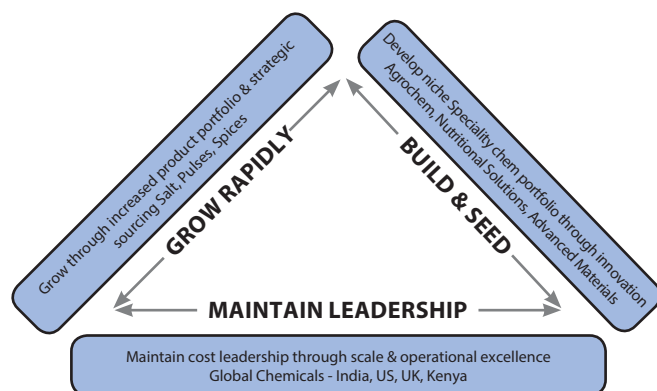 Grow through increased product portfolio & strategic
sourcing Salt, Pulses, Spices
GROW RAPIDLY
Develop niche Speciality chem portfolio through innovation
Agrochem, Nutritional Solutions, Advanced Materials
BUILD & SEED
MAINTAIN LEADERSHIP
Maintain cost leadership through scale & operational excellence
Global Chemicals - India, US, UK, Kenya